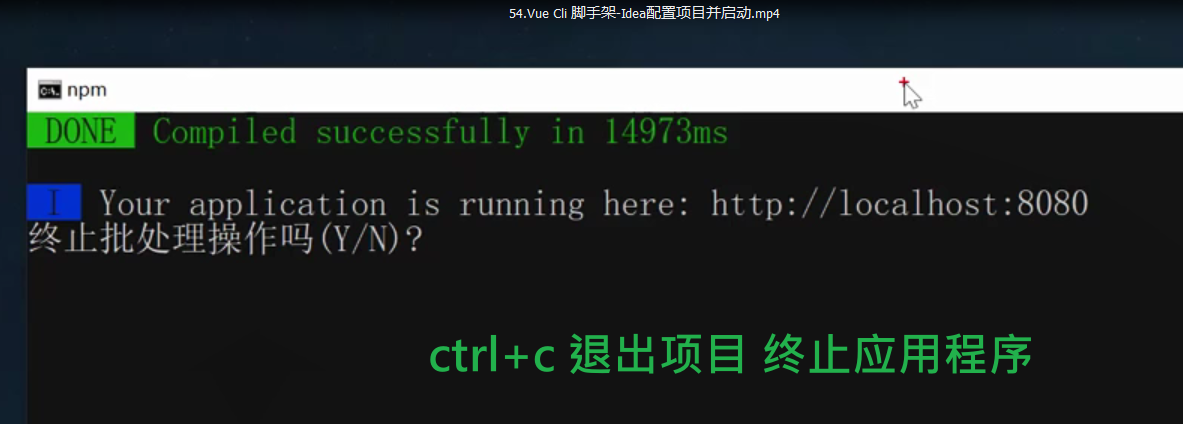 54.Vue Cli 脚手架-Idea配置项目并启动.mp4
npm
DONE Compiled successfully in 14973ms
I Your application is running here: http://localhost:8080
终止批处理操作吗(Y/N)?
ctrl+c 退出项目 终止应用程序